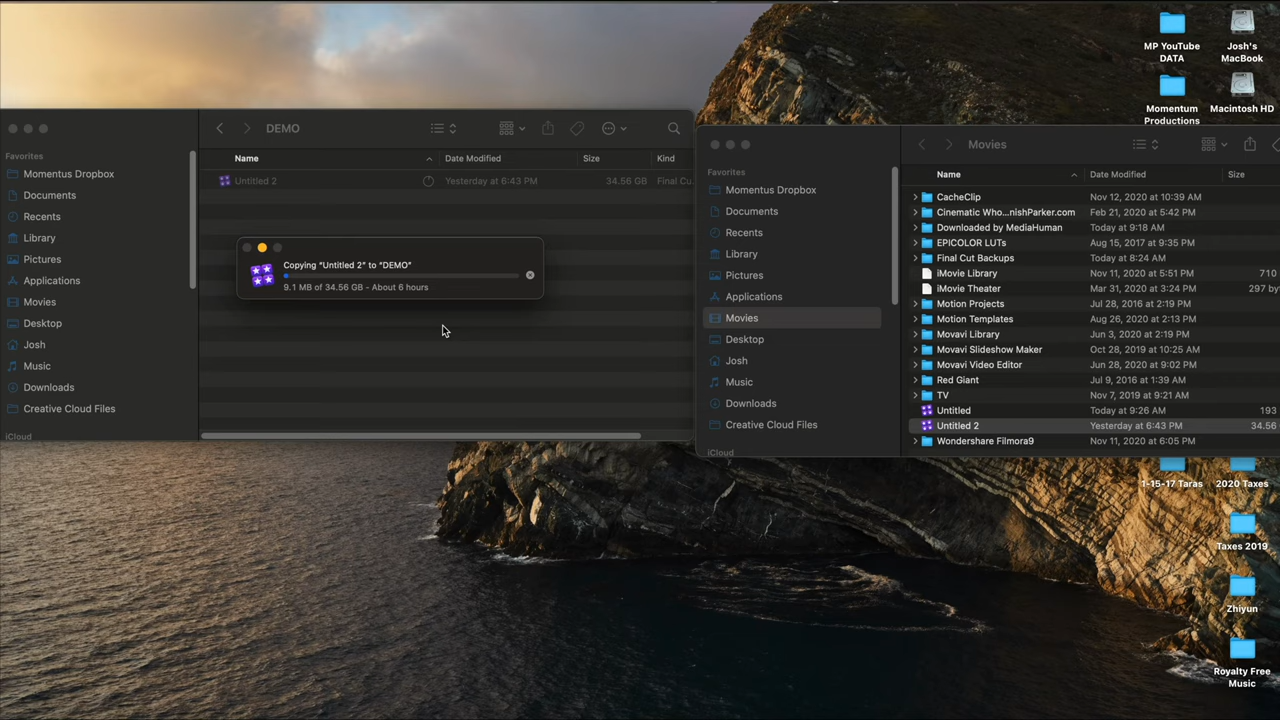 MP YouTube
DATA
Josh's
MacBook
Momentum
Productions
Macintosh HD
DEMO
Favorites
Momentus Dropbox
Documents
Recents
Library
Pictures
Applications
Movies
Desktop
Josh
Music
Downloads
Creative Cloud Files
iCloud
Name Date Modified Size Kind
Untitled 2 Yesterday at 6:43 PM 34.56 GB Final Cu...
Copying “Untitled 2” to “DEMO”
9.1 MB of 34.56 GB - About 6 hours
Movies
Favorites
Momentus Dropbox
Documents
Recents
Library
Pictures
Applications
Movies
Desktop
Josh
Music
Downloads
Creative Cloud Files
iCloud
Name Date Modified Size
CacheClip Nov 12, 2020 at 10:39 AM
Cinematic Who...nishParker.com Feb 21, 2020 at 5:42 PM
Downloaded by MediaHuman Today at 9:18 AM
EPICOLOR LUTs Aug 15, 2017 at 9:35 PM
Final Cut Backups Today at 8:24 AM
iMovie Library Nov 11, 2020 at 5:51 PM 710
iMovie Theater Mar 31, 2020 at 3:24 PM 297 by
Motion Projects Jul 28, 2016 at 2:19 PM
Motion Templates Aug 26, 2020 at 2:13 PM
Movavi Library Jun 3, 2020 at 2:19 PM
Movavi Slideshow Maker Oct 28, 2019 at 10:25 AM
Movavi Video Editor Jun 28, 2020 at 9:02 PM
Red Giant Jul 9, 2016 at 1:39 AM
TV Nov 7, 2019 at 9:21 AM
Untitled Today at 9:26 AM 193
Untitled 2 Yesterday at 6:43 PM 34.56
Wondershare Filmora9 Nov 11, 2020 at 6:05 PM
1-15-17 Taras
2020 Taxes
Taxes 2019
Zhiyun
Royalty Free
Music